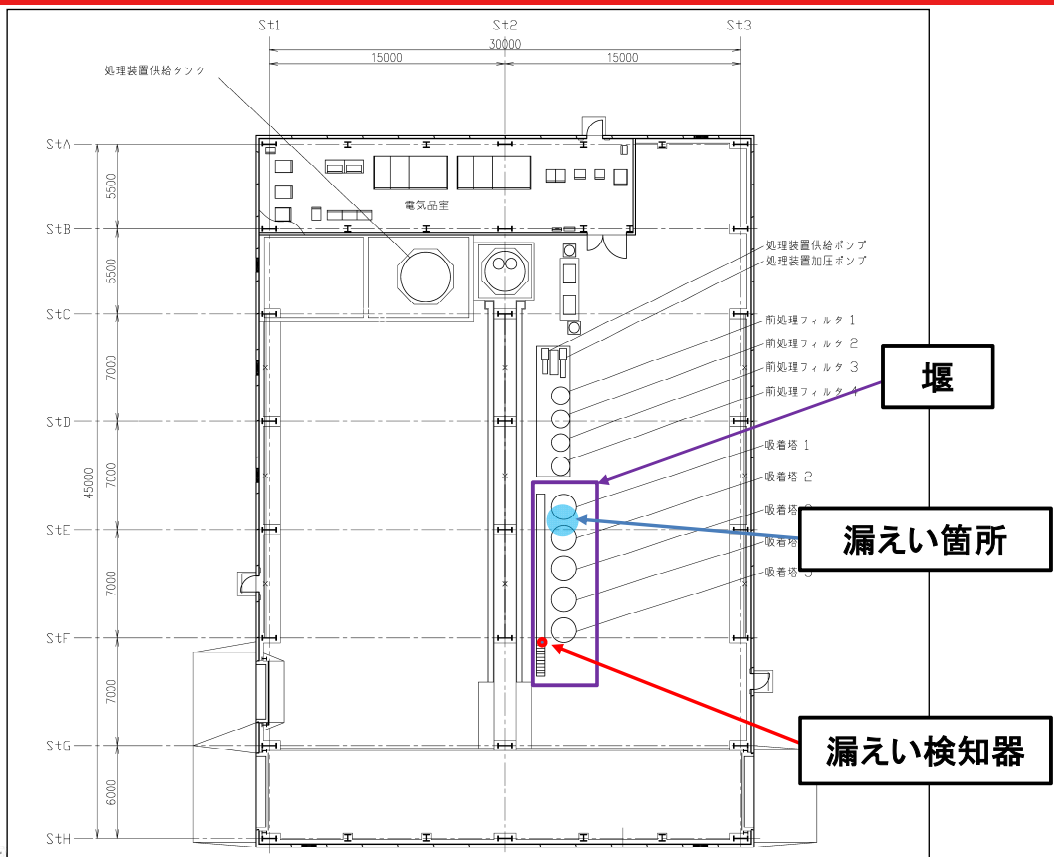 St1
St2
St3
30000
15000
15000
処理装置供給タンク
StA
5500
電気品室
StB
処理装置供給ポンプ
処理装置加圧ポンプ
5500
StC
前処理フィルタ 1
前処理フィルタ 2
前処理フィルタ 3
前処理フィルタ 4
7000
堰
StD
吸着塔 1
吸着塔 2
45000
7000
吸着塔
StE
漏えい箇所
吸着塔
吸着塔
7000
StF
7000
漏えい検知器
StG
6000
StH